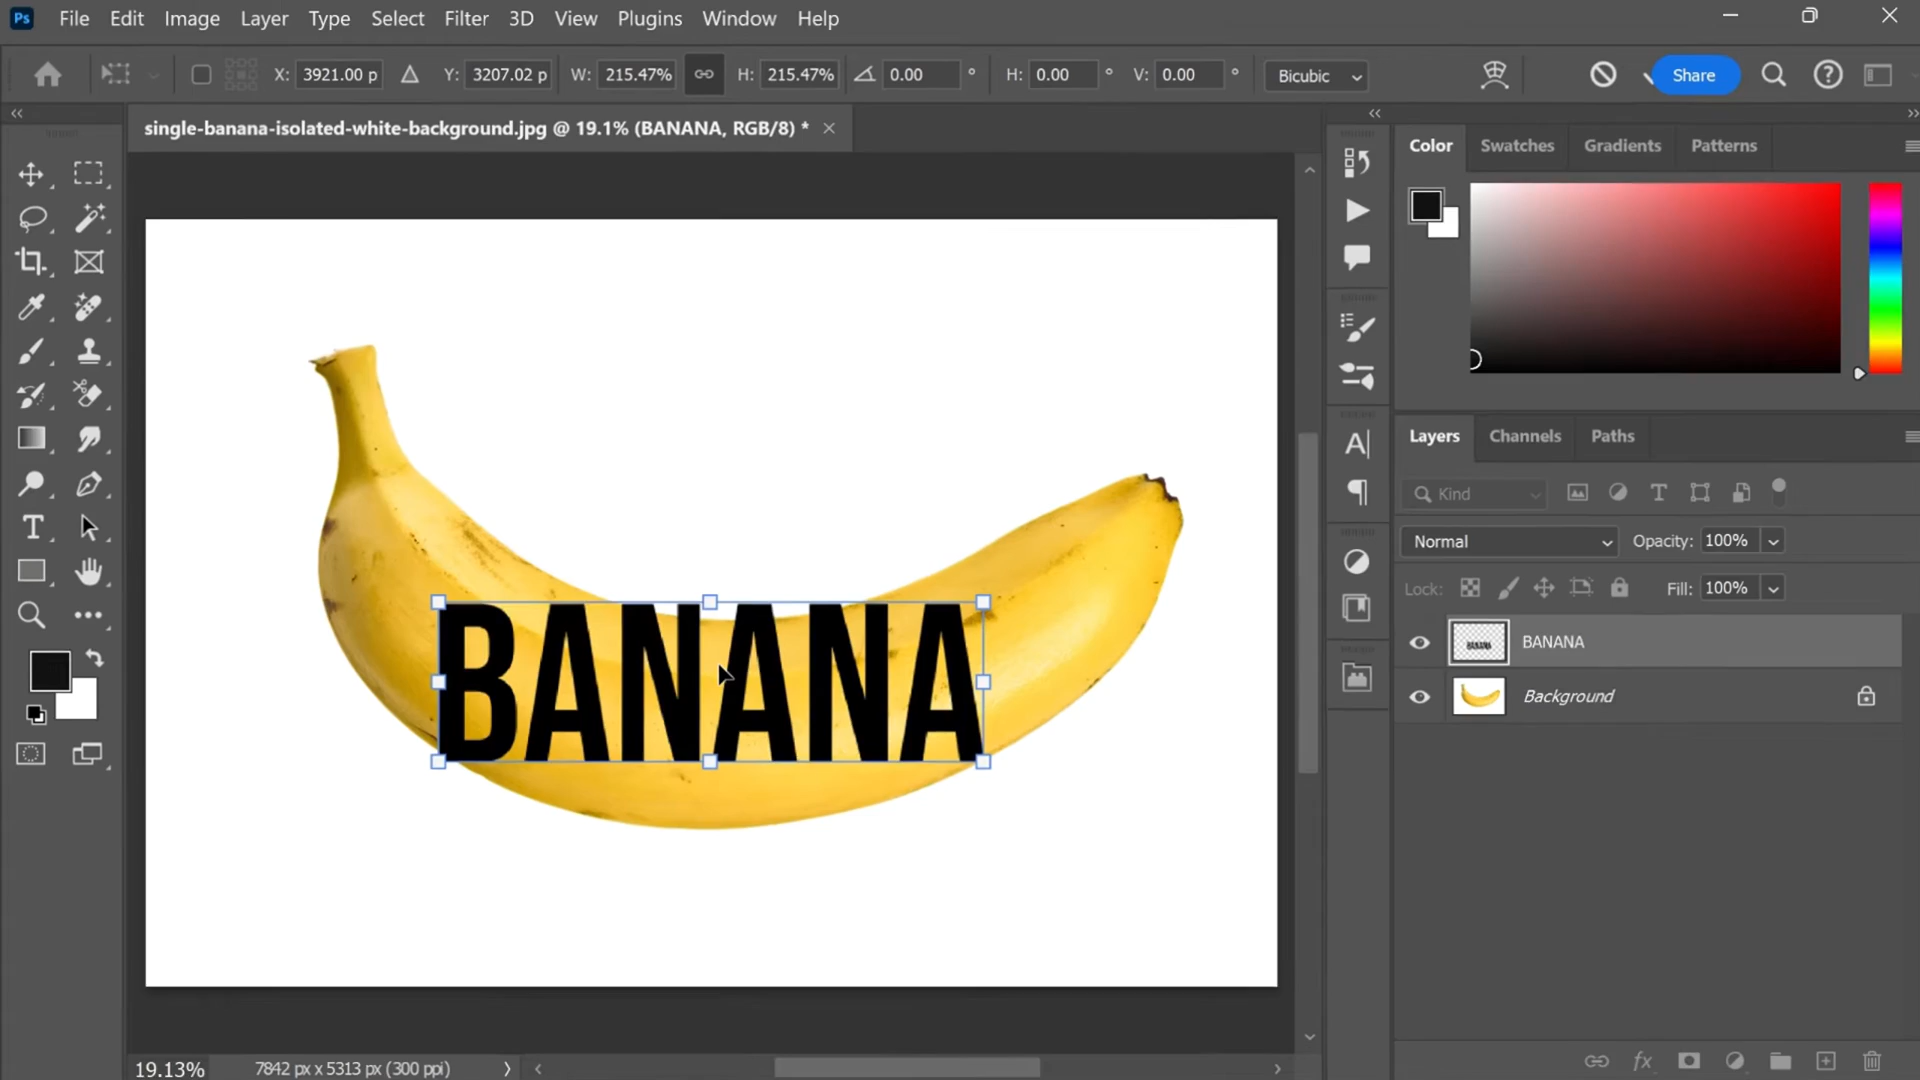 Ps File Edit Image Layer Type Select Filter 3D View Plugins Window Help
X: 3921.00 p Y: 3207.02 p W: 215.47% H: 215.47% 0.00 ° H: 0.00 ° V: 0.00 ° Bicubic Share
single-banana-isolated-white-background.jpg @ 19.1% (BANANA, RGB/8) *
Color Swatches Gradients Patterns
Layers Channels Paths
Kind
Normal Opacity: 100%
Lock: Fill: 100%
BANANA
BANANA
Background
19.13% 7842 px x 5313 px (300 ppi)